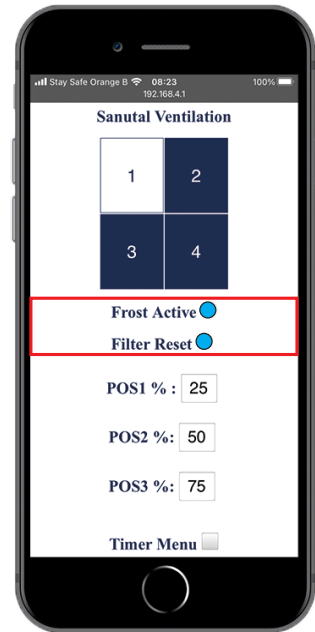 Stay Safe Orange B 08:23 100%
192.168.4.1
Sanutal Ventilation
1 2
3 4
Frost Active
Filter Reset
POS1 % : 25
POS2 %: 50
POS3 %: 75
Timer Menu